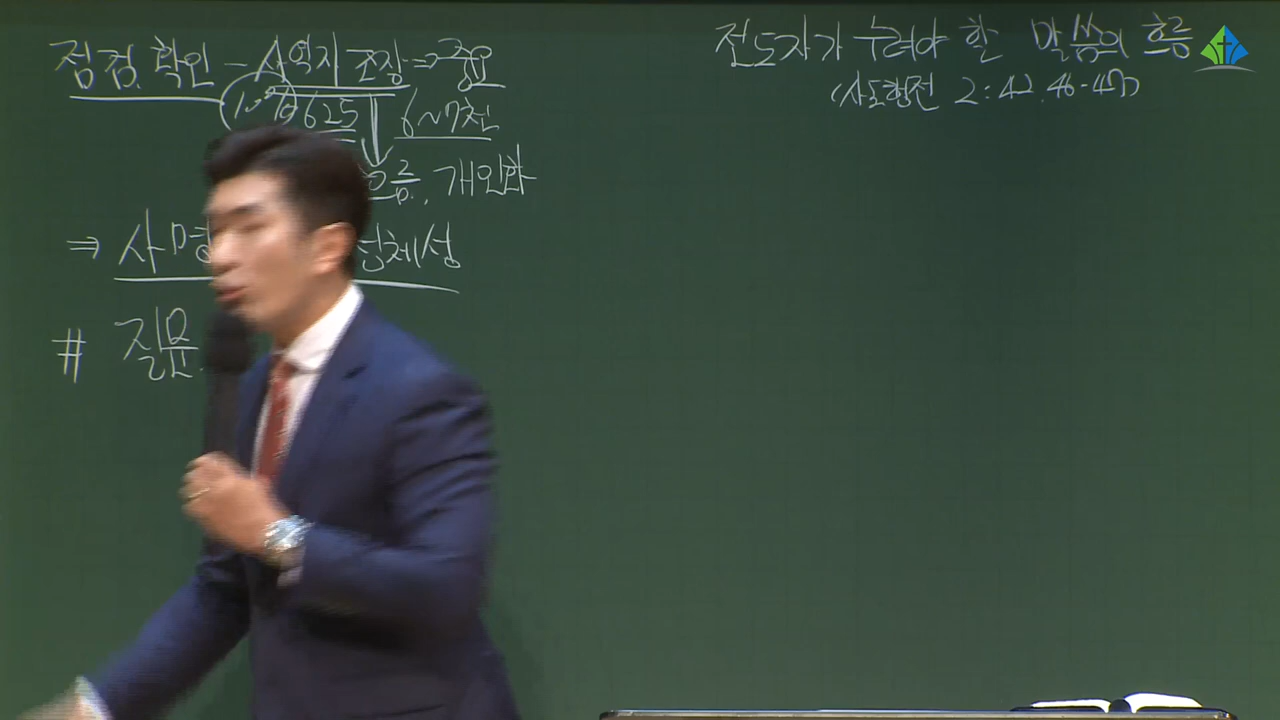 점검, 확인 - 사역지 조장 ⇒ 중요
625 ↓ 6~7천
개인화
⇒ 사명 정체성
# 질문.
전도자가 누려야 할 말씀의 흐름
(사도행전 2:42, 46-47)